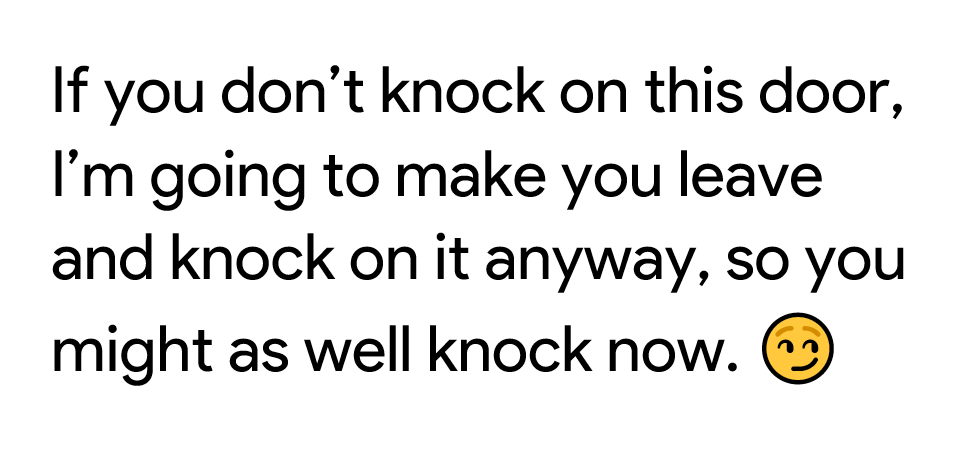 If you don’t knock on this door,
I’m going to make you leave
and knock on it anyway, so you
might as well knock now. 😏